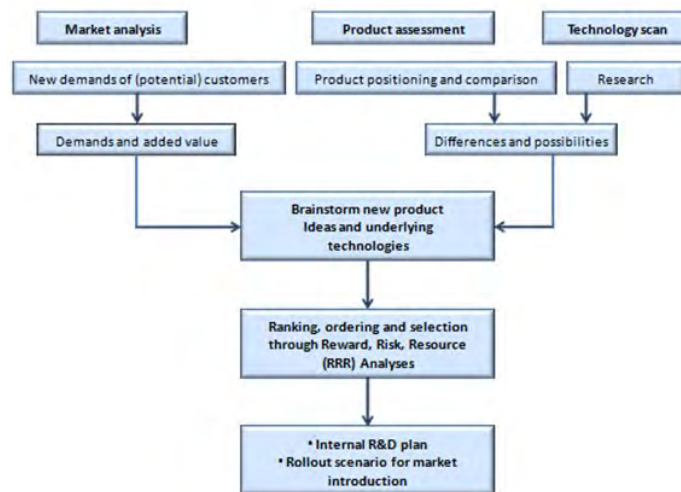 Market analysis
Product assessment
Technology scan
New demands of (potential) customers
Product positioning and comparison
Research
Demands and added value
Differences and possibilities
Brainstorm new product
Ideas and underlying
technologies
Ranking, ordering and selection
through Reward, Risk, Resource
(RRR) Analyses
• Internal R&D plan
• Rollout scenario for market
introduction